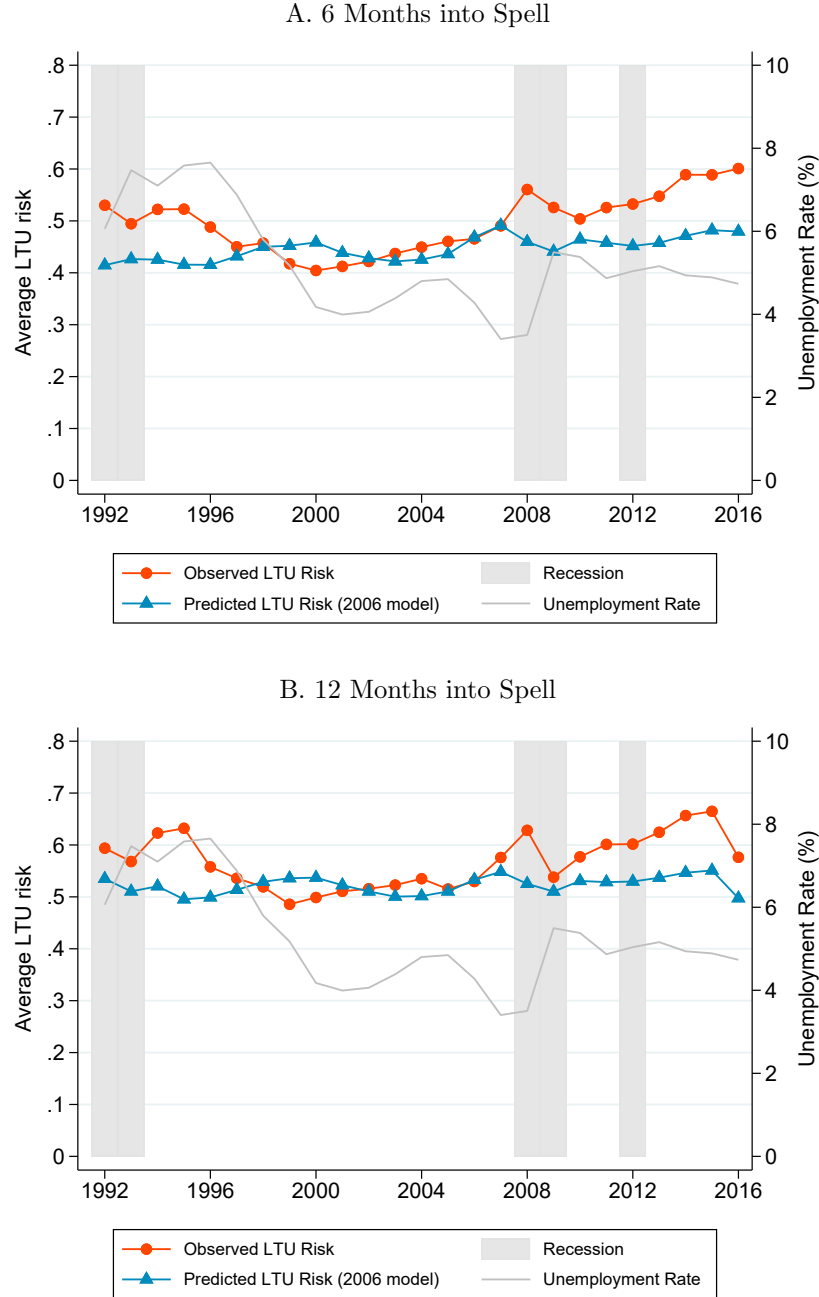 A. 6 Months into Spell
.8
.7
.6
.5
.4
.3
.2
.1
0
Average LTU risk
10
8
6
4
2
0
Unemployment Rate (%)
1992 1996 2000 2004 2008 2012 2016
Observed LTU Risk Recession
Predicted LTU Risk (2006 model) Unemployment Rate
B. 12 Months into Spell
.8
.7
.6
.5
.4
.3
.2
.1
0
Average LTU risk
10
8
6
4
2
0
Unemployment Rate (%)
1992 1996 2000 2004 2008 2012 2016
Observed LTU Risk Recession
Predicted LTU Risk (2006 model) Unemployment Rate